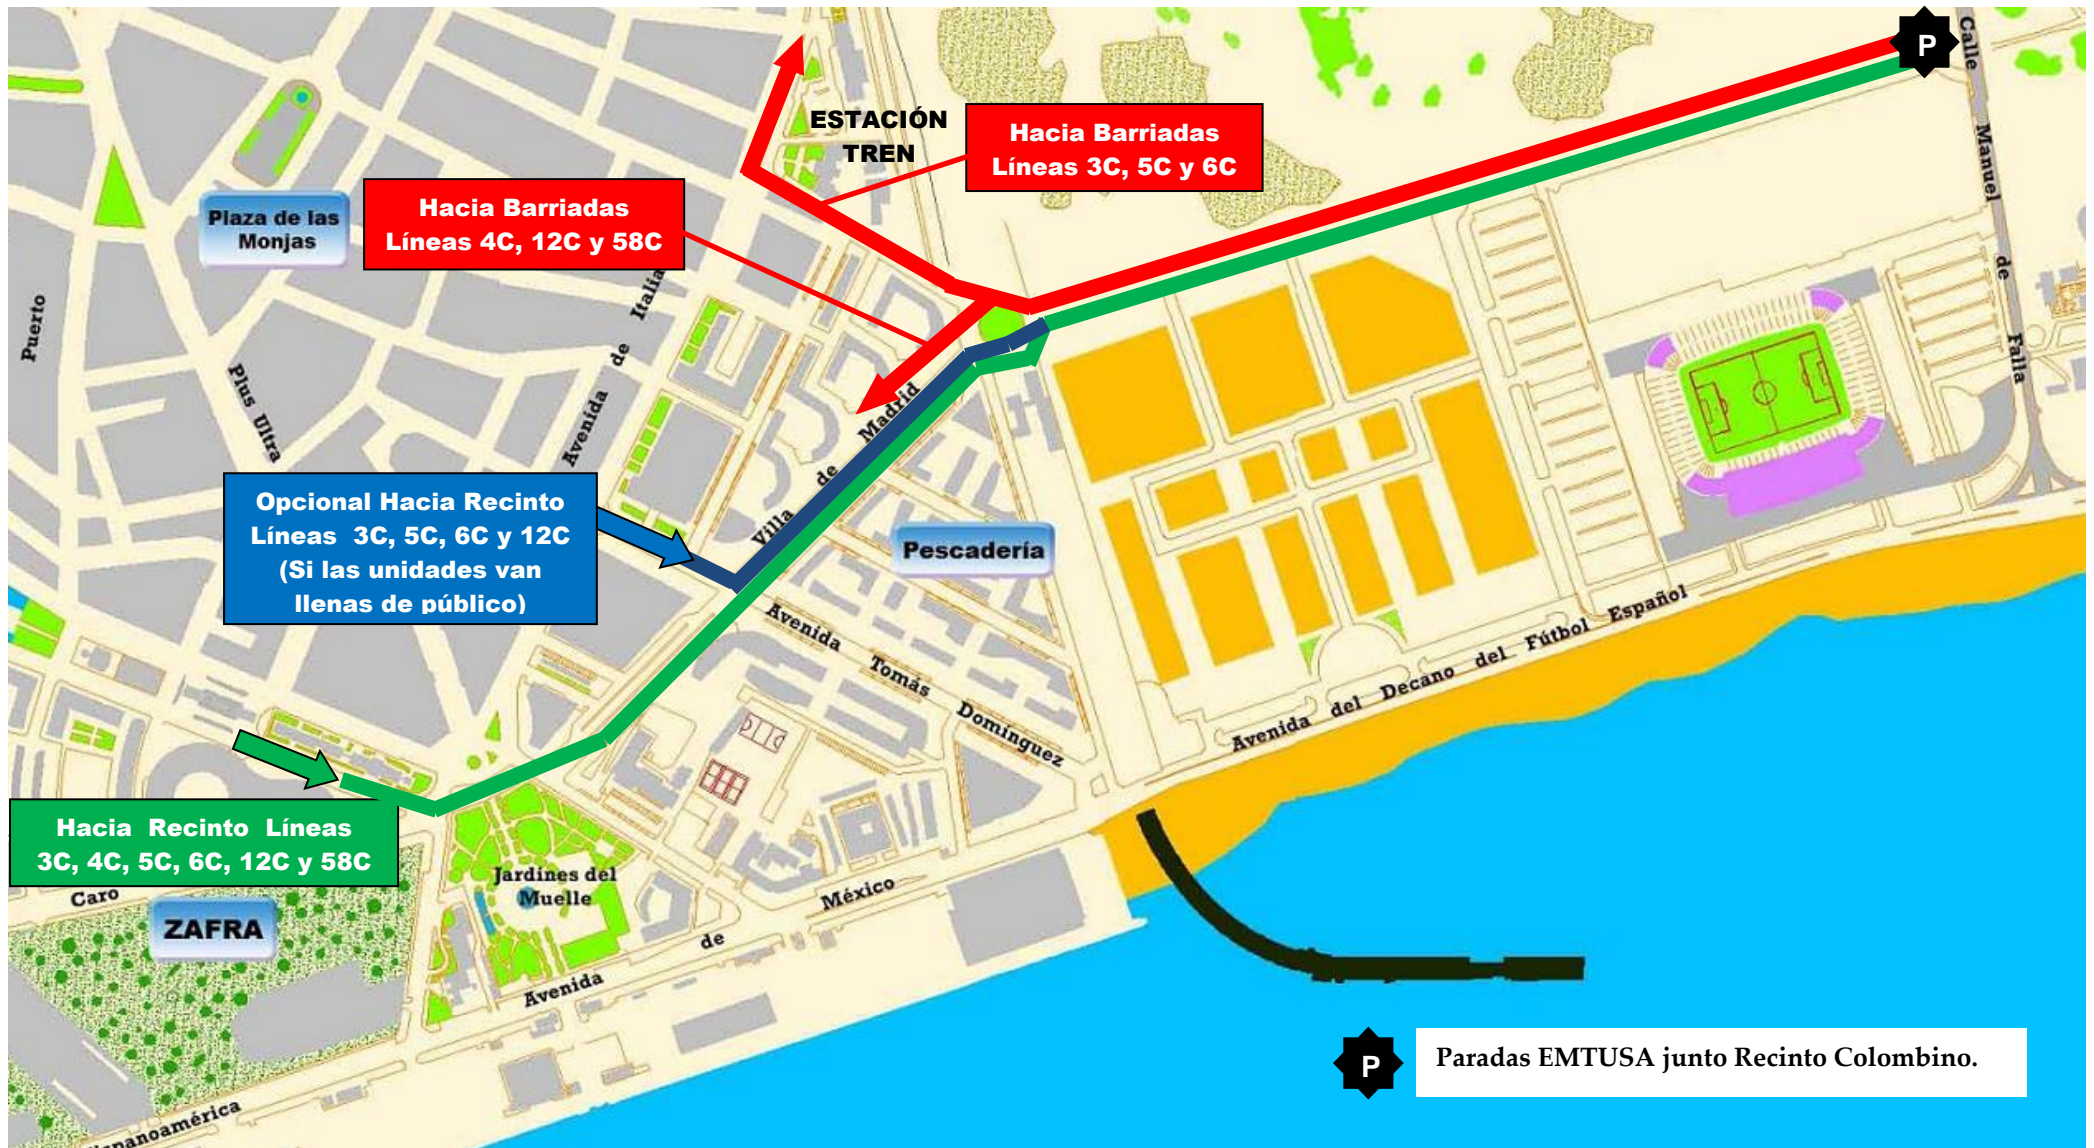 P
Calle
Manuel
de
Falla
ESTACIÓN
TREN
Hacia Barriadas
Líneas 3C, 5C y 6C
Hacia Barriadas
Líneas 4C, 12C y 58C
Plaza de las
Monjas
Puerto
Plus Ultra
Avenida de Italia
Villa de Madrid
Opcional Hacia Recinto
Líneas 3C, 5C, 6C y 12C
(Si las unidades van
llenas de público)
Pescadería
Avenida Tomás Domínguez
Avenida del Decano del Fútbol Español
Hacia Recinto Líneas
3C, 4C, 5C, 6C, 12C y 58C
Caro
ZAFRA
Jardines del
Muelle
Avenida de México
P
Paradas EMTUSA junto Recinto Colombino.